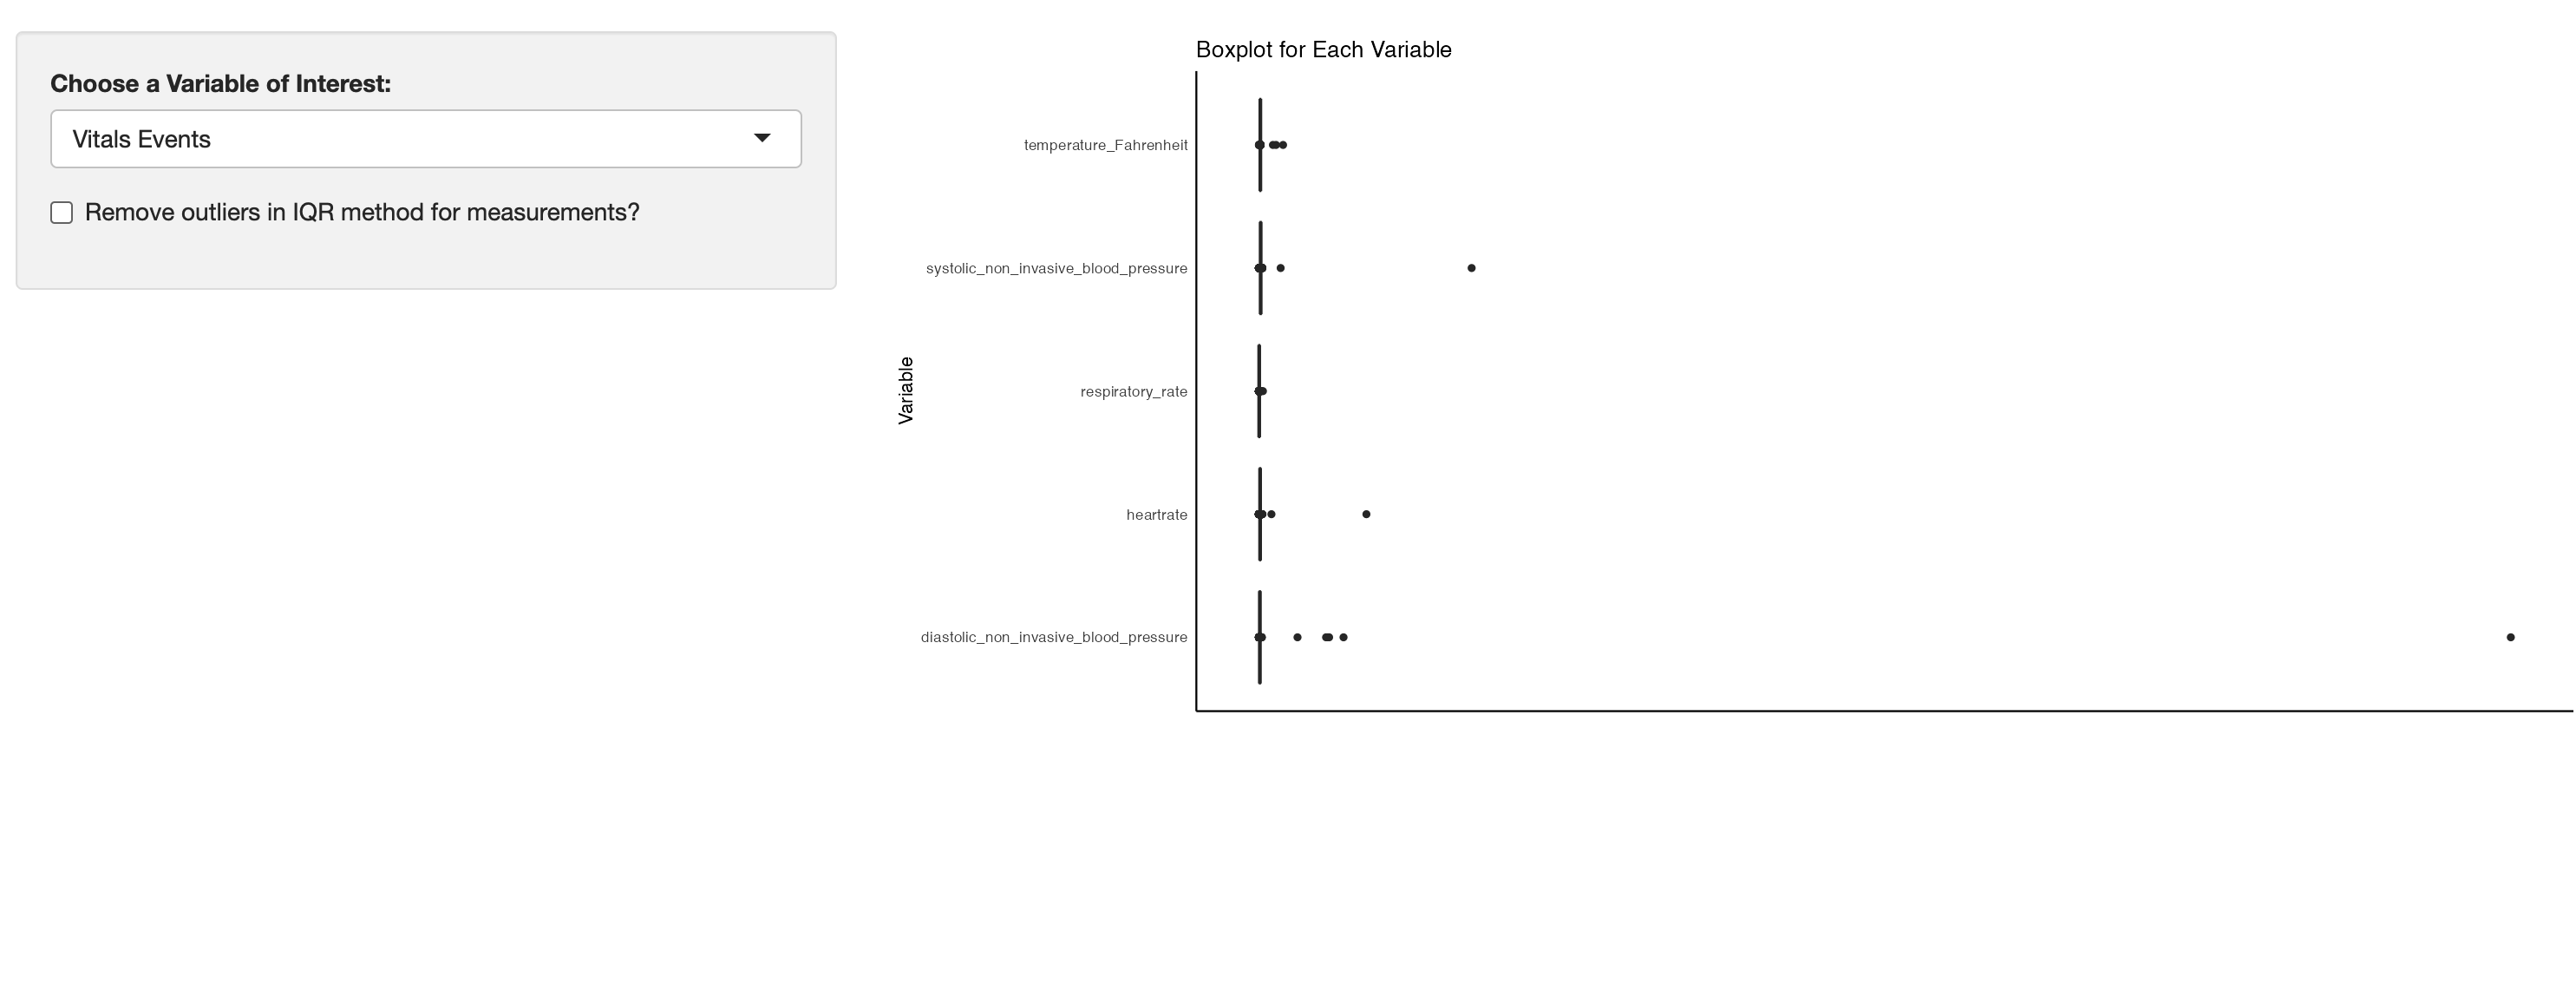 Choose a Variable of Interest:
Vitals Events
Remove outliers in IQR method for measurements?
Boxplot for Each Variable
Variable
temperature_Fahrenheit
systolic_non_invasive_blood_pressure
respiratory_rate
heartrate
diastolic_non_invasive_blood_pressure